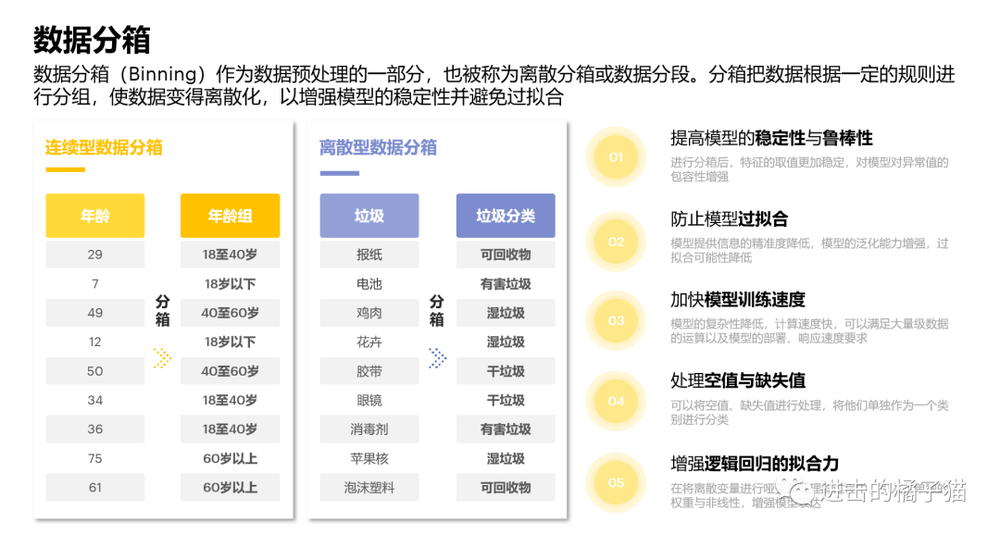 数据分箱
数据分箱（Binning）作为数据预处理的一部分，也被称为离散分箱或数据分段。分箱把数据根据一定的规则进
行分组，使数据变得离散化，以增强模型的稳定性并避免过拟合
连续型数据分箱
年龄 年龄组
29 18至40岁
7 18岁以下
49 40至60岁
12 18岁以下
50 40至60岁
34 18至40岁
36 18至40岁
75 60岁以上
61 60岁以上
分
箱
离散型数据分箱
垃圾 垃圾分类
报纸 可回收物
电池 有害垃圾
鸡肉 湿垃圾
花卉 湿垃圾
胶带 干垃圾
眼镜 干垃圾
消毒剂 有害垃圾
苹果核 湿垃圾
泡沫塑料 可回收物
分
箱
01
提高模型的稳定性与鲁棒性
进行分箱后，特征的取值更加稳定，对模型对异常值的
包容性增强
02
防止模型过拟合
模型提供信息的精准度降低，模型的泛化能力增强，过
拟合可能性降低
03
加快模型训练速度
模型的复杂性降低，计算速度快，可以满足大量级数据
的运算以及模型的部署、响应速度要求
04
处理空值与缺失值
可以将空值、缺失值进行处理，将他们单独作为一个类
别进行分类
05
增强逻辑回归的拟合力
在将离散变量进行哑
权重与非线性，增强模型表达
进击的橘子猫